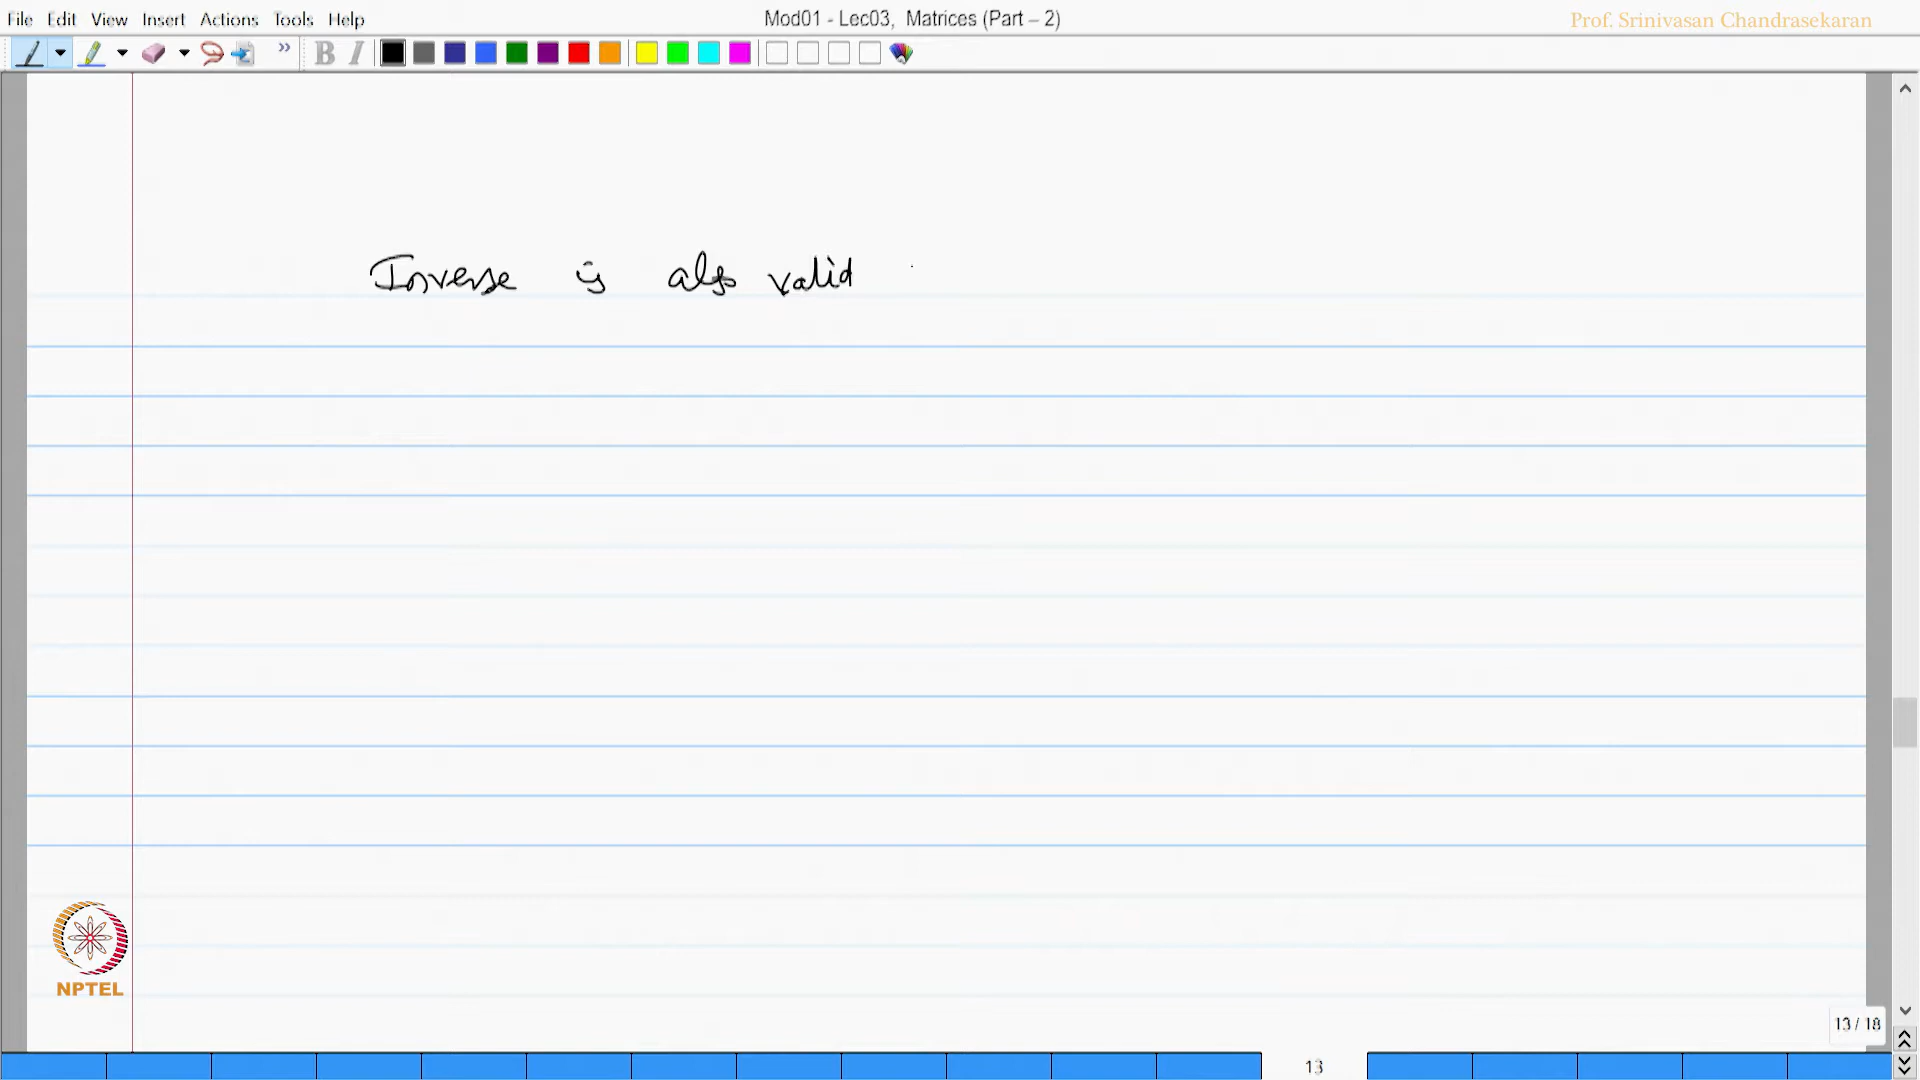 File Edit View Insert Actions Tools Help
Mod01 - Lec03, Matrices (Part – 2)
Prof. Srinivasan Chandrasekaran
» B I
Inverse is also valid
NPTEL
13 / 18
13